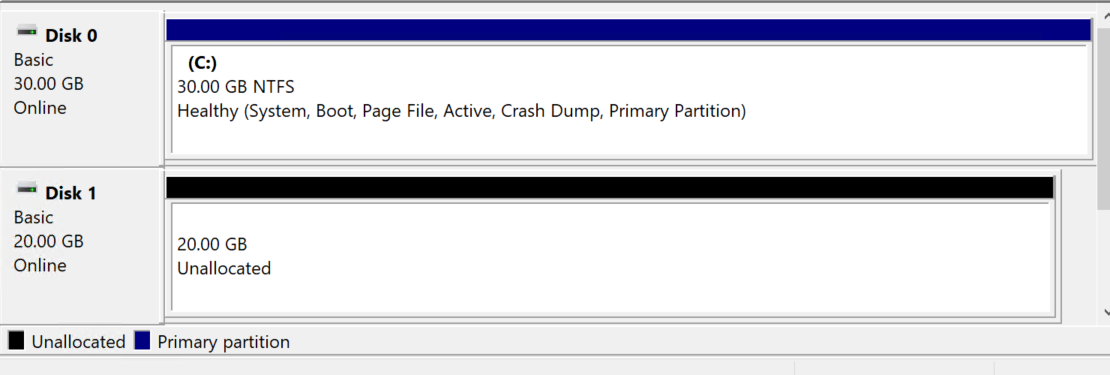 Disk 0
Basic
30.00 GB
Online
(C:)
30.00 GB NTFS
Healthy (System, Boot, Page File, Active, Crash Dump, Primary Partition)
Disk 1
Basic
20.00 GB
Online
20.00 GB
Unallocated
Unallocated Primary partition